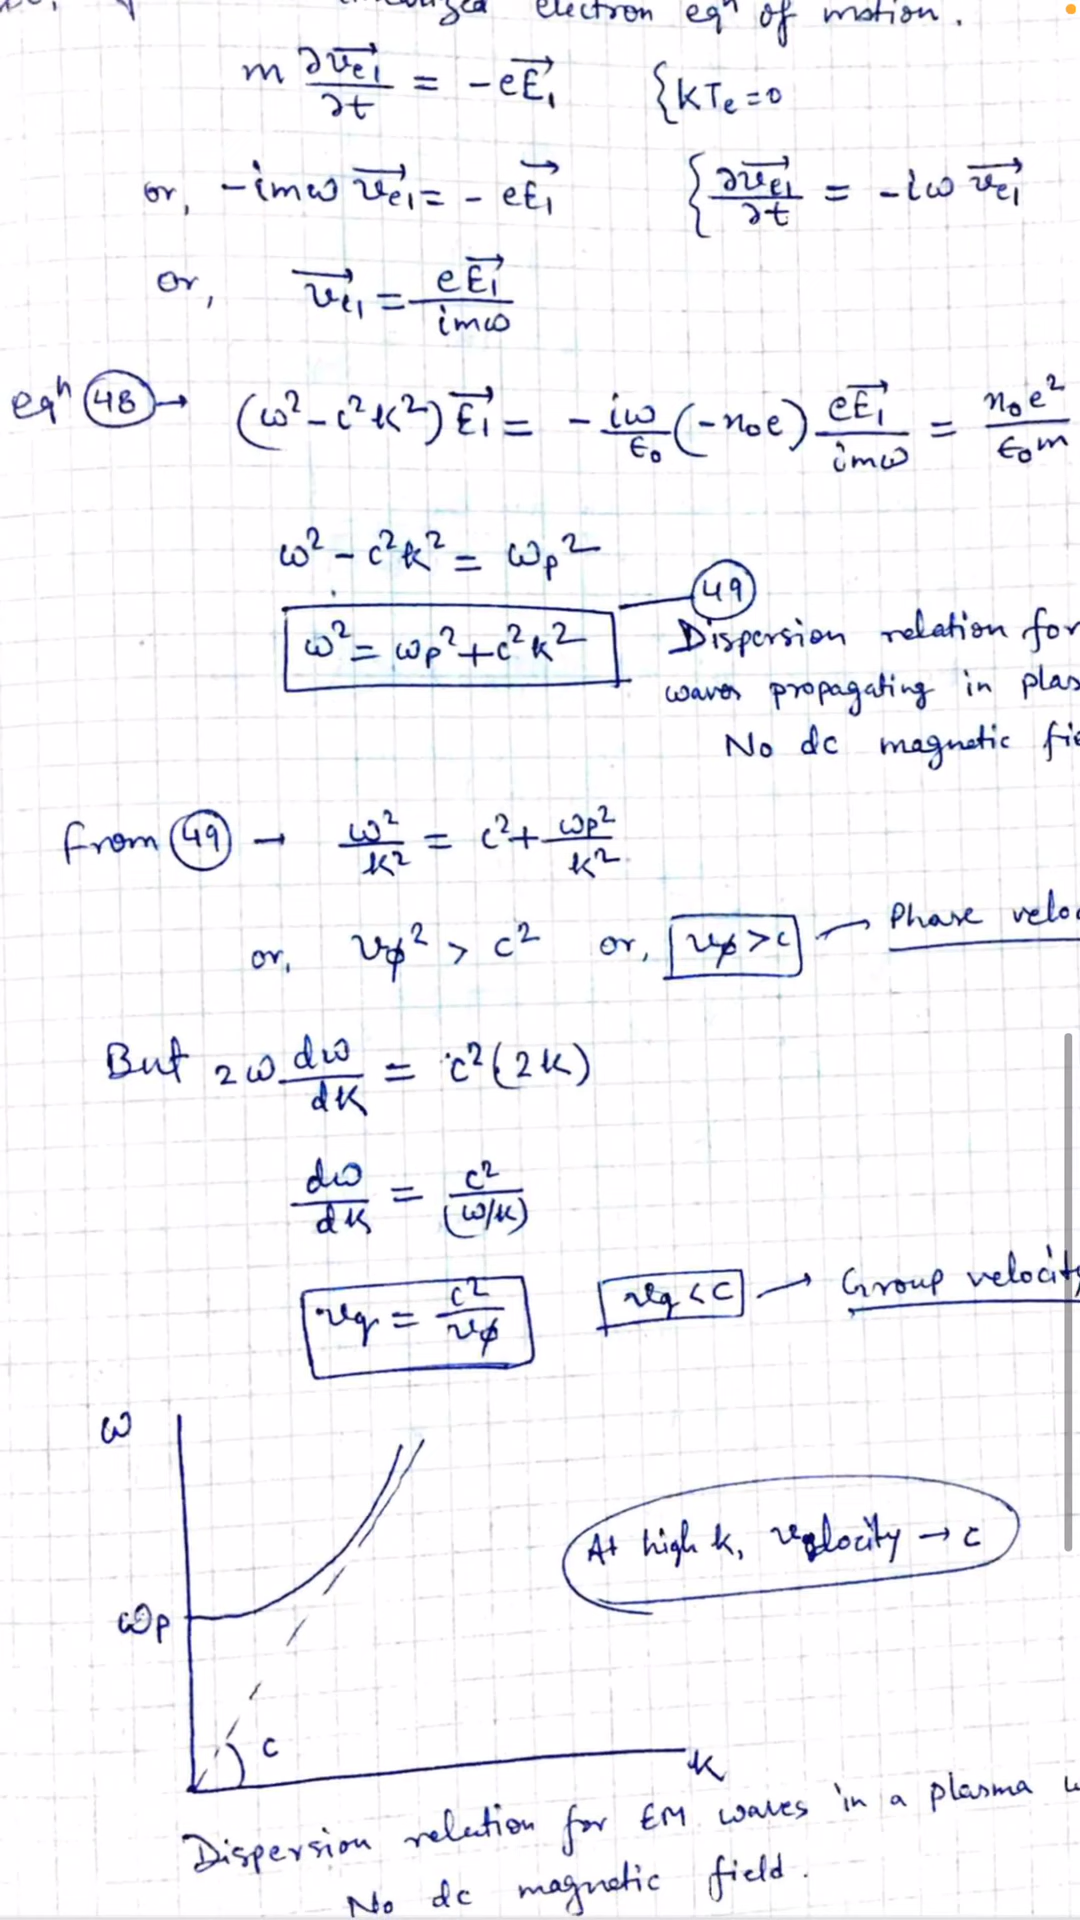 electron eqⁿ of motion.
m ∂v⃗e1/∂t = -eE⃗₁ {KTe=0
or, -imω v⃗e1 = - eE⃗₁ {∂v⃗e1/∂t = -iω v⃗e1
or, v⃗e1 = eE⃗₁/imω
eqⁿ (48) → (ω² - c²k²) E⃗₁ = - iω/ε₀ (-n₀e) eE⃗₁/imω = n₀e²/ε₀m
ω² - c²k² = ωp²
ω² = ωp² + c²k² — (49)
Dispersion relation for
waves propagating in plas
No dc magnetic fie
From (49) → ω²/k² = c² + ωp²/k²
or, vϕ² > c² or, vϕ > c — Phase veloc
But 2ω dω/dK = c²(2K)
dω/dK = c²/(ω/K)
vg = c²/vϕ vg < c → Group velocity
ω
At high k, velocity → c
ωp
c
K
Dispersion relation for EM waves in a plasma w
No dc magnetic field.